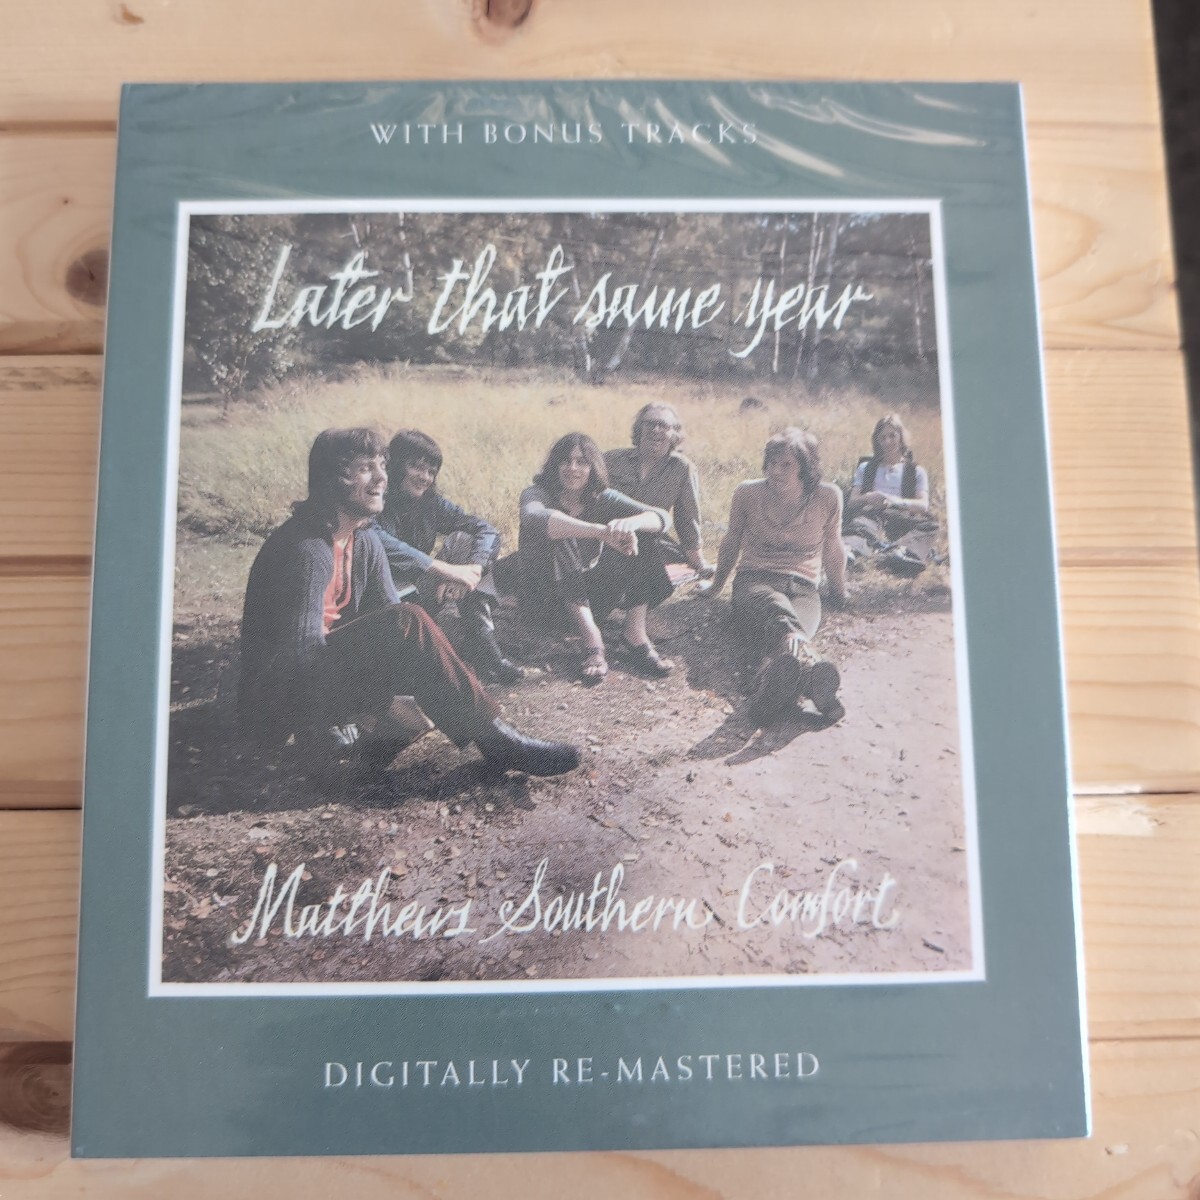 WITH BONUS TRACKS
Later that same year
Matthews Southern Comfort
DIGITALLY RE-MASTERED